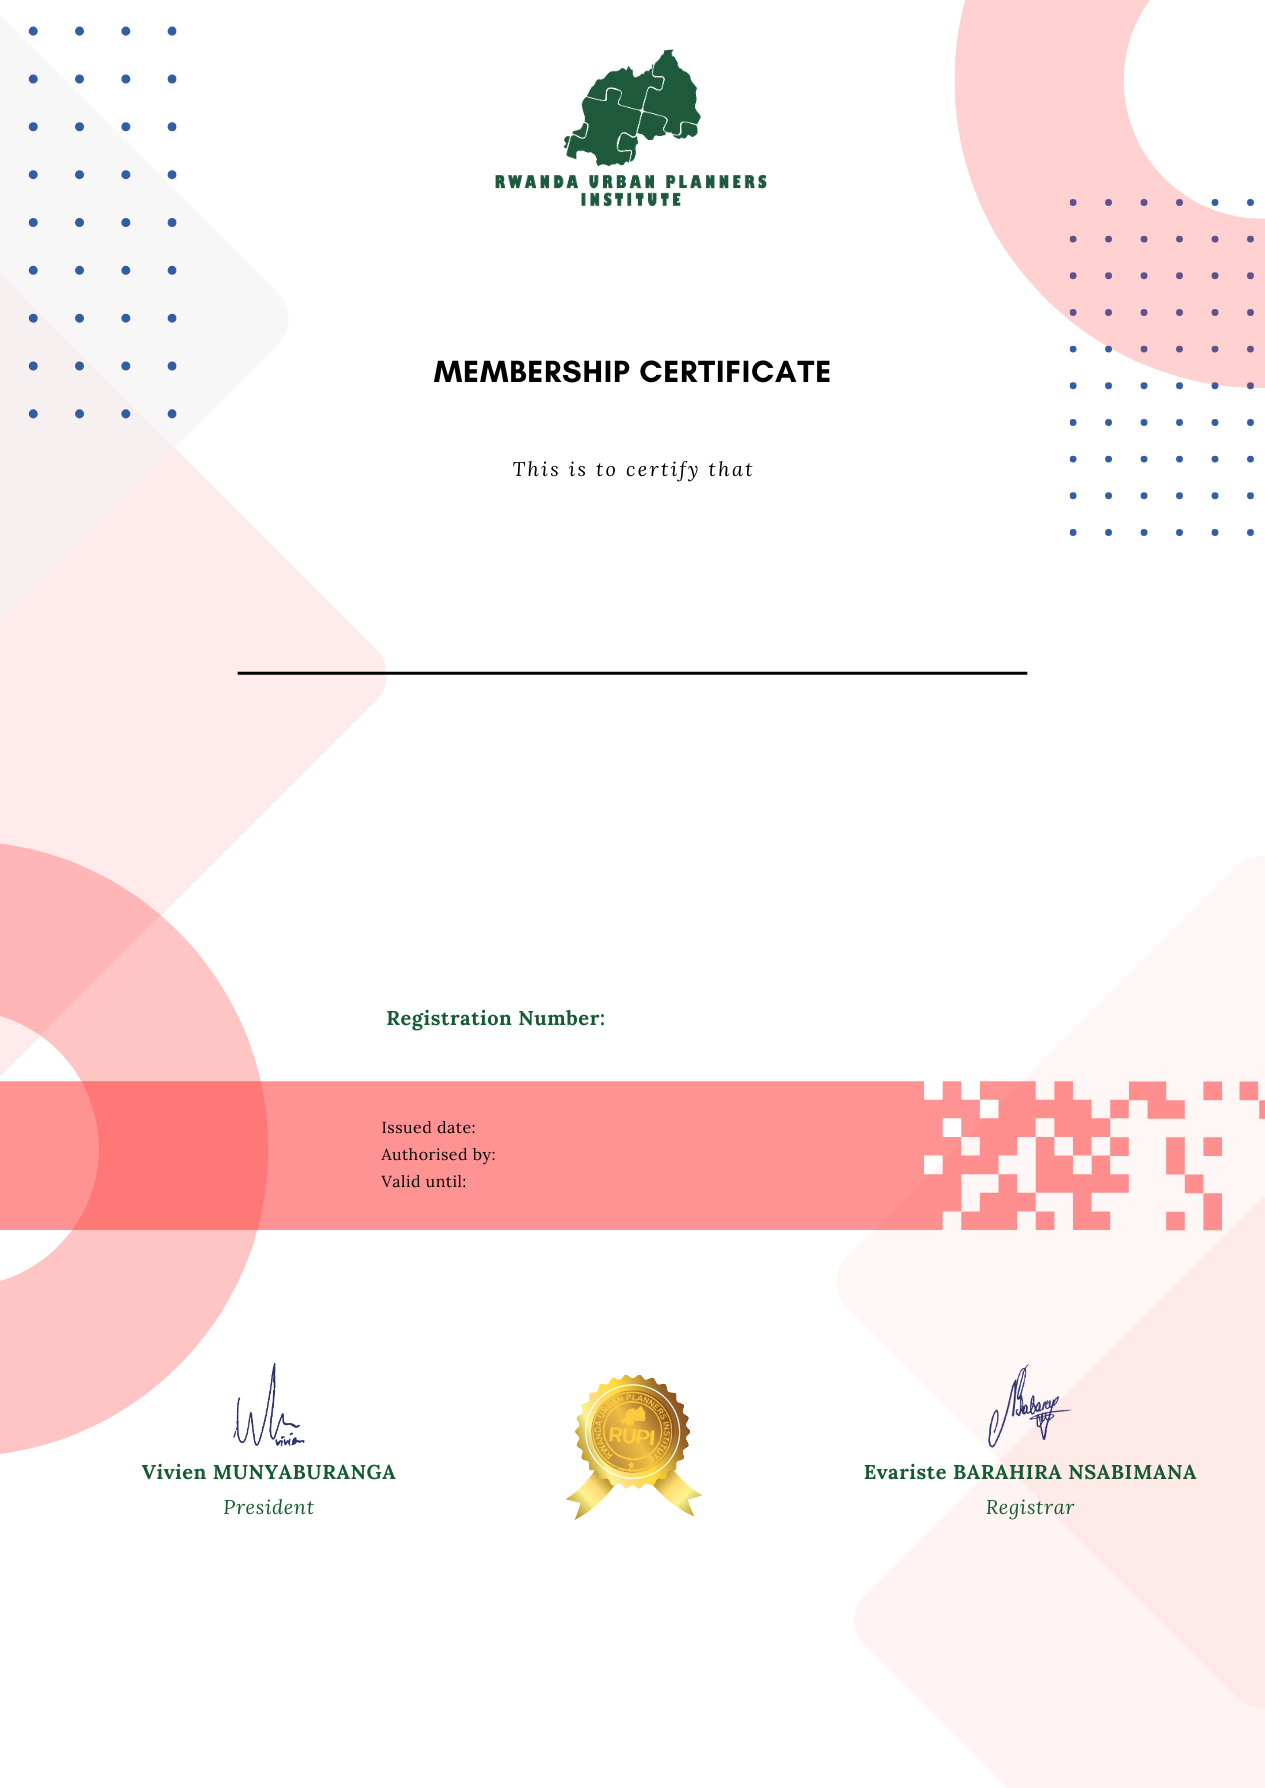 RWANDA URBAN PLANNERS
INSTITUTE
MEMBERSHIP CERTIFICATE
This is to certify that
Registration Number:
Issued date:
Authorised by:
Valid until:
vivien
RWANDA URBAN PLANNERS INSTITUTE
RUPI
Vivien MUNYABURANGA
Evariste BARAHIRA NSABIMANA
President
Registrar